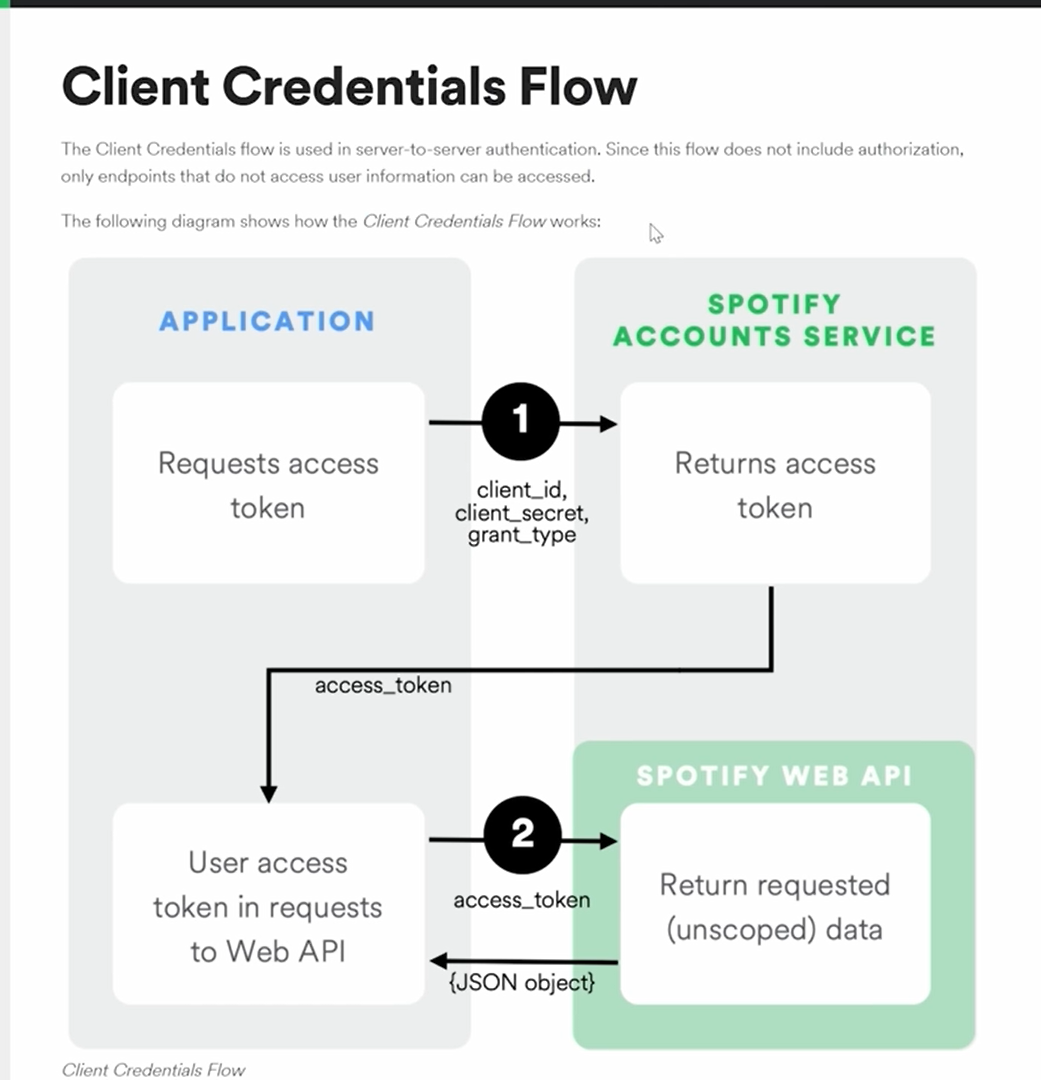 Client Credentials Flow
The Client Credentials flow is used in server-to-server authentication. Since this flow does not include authorization,
only endpoints that do not access user information can be accessed.
The following diagram shows how the Client Credentials Flow works:
APPLICATION
SPOTIFY
ACCOUNTS SERVICE
Requests access
token
1
client_id,
client_secret,
grant_type
Returns access
token
access_token
SPOTIFY WEB API
User access
token in requests
to Web API
2
access_token
{JSON object}
Return requested
(unscoped) data
Client Credentials Flow